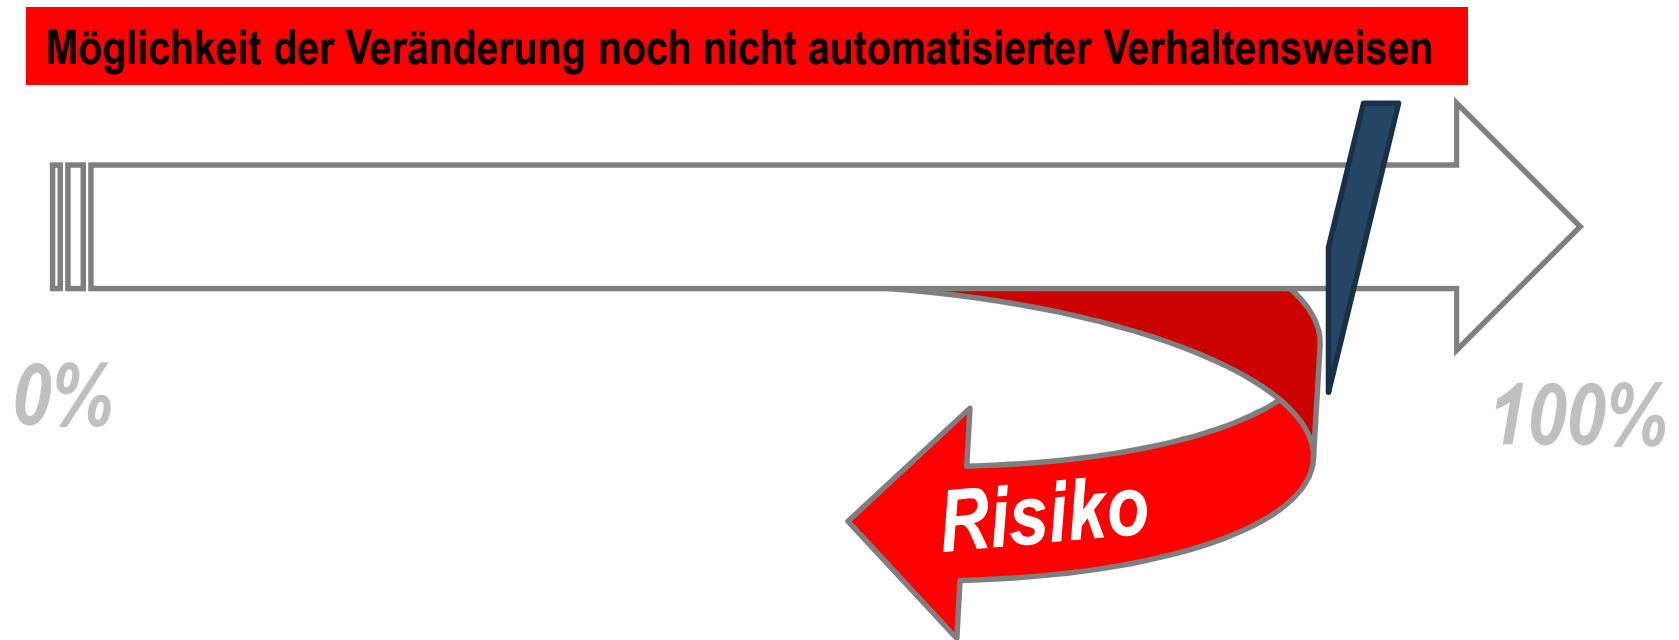 Möglichkeit der Veränderung noch nicht automatisierter Verhaltensweisen
0%
100%
Risiko